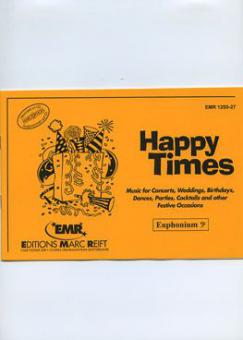 EMR 1255-27
Happy
Times
Music for Concerts, Weddings, Birthdays,
Dances, Parties, Cocktails and other
Festive Occasions
Euphonium 𝄢
EMR
EDITIONS MARC REIFT